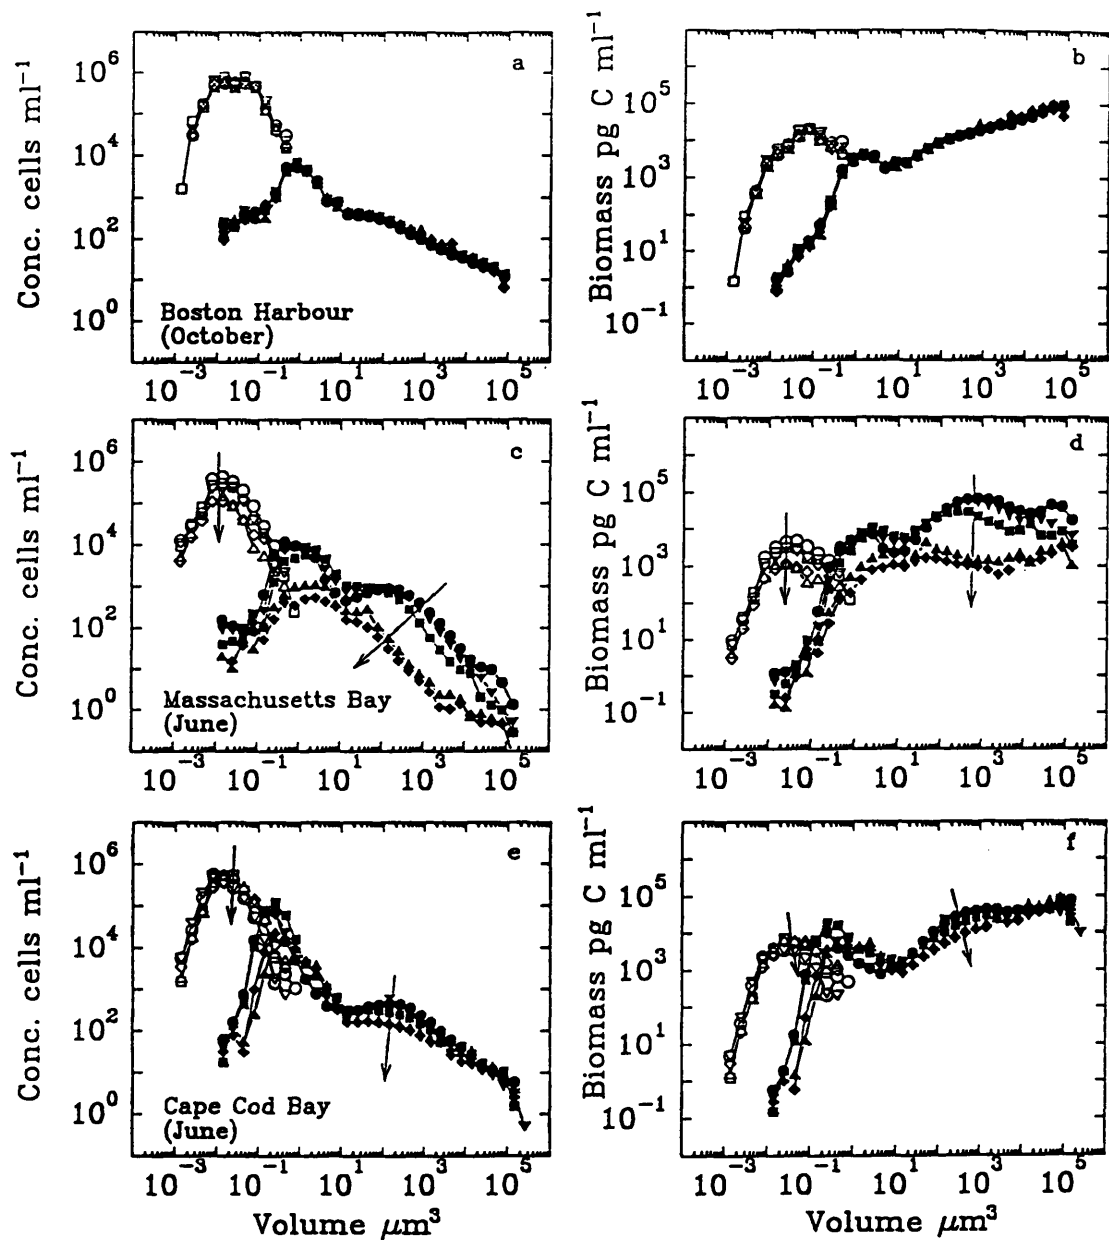 a
Conc. cells ml⁻¹
10⁶
10⁴
10²
10⁰
Boston Harbour
(October)
10⁻³ 10⁻¹ 10¹ 10³ 10⁵
b
Biomass pg C ml⁻¹
10⁵
10³
10¹
10⁻¹
10⁻³ 10⁻¹ 10¹ 10³ 10⁵
c
Conc. cells ml⁻¹
10⁶
10⁴
10²
10⁰
Massachusetts Bay
(June)
10⁻³ 10⁻¹ 10¹ 10³ 10⁵
d
Biomass pg C ml⁻¹
10⁵
10³
10¹
10⁻¹
10⁻³ 10⁻¹ 10¹ 10³ 10⁵
e
Conc. cells ml⁻¹
10⁶
10⁴
10²
10⁰
Cape Cod Bay
(June)
10⁻³ 10⁻¹ 10¹ 10³ 10⁵
Volume μm³
f
Biomass pg C ml⁻¹
10⁵
10³
10¹
10⁻¹
10⁻³ 10⁻¹ 10¹ 10³ 10⁵
Volume μm³